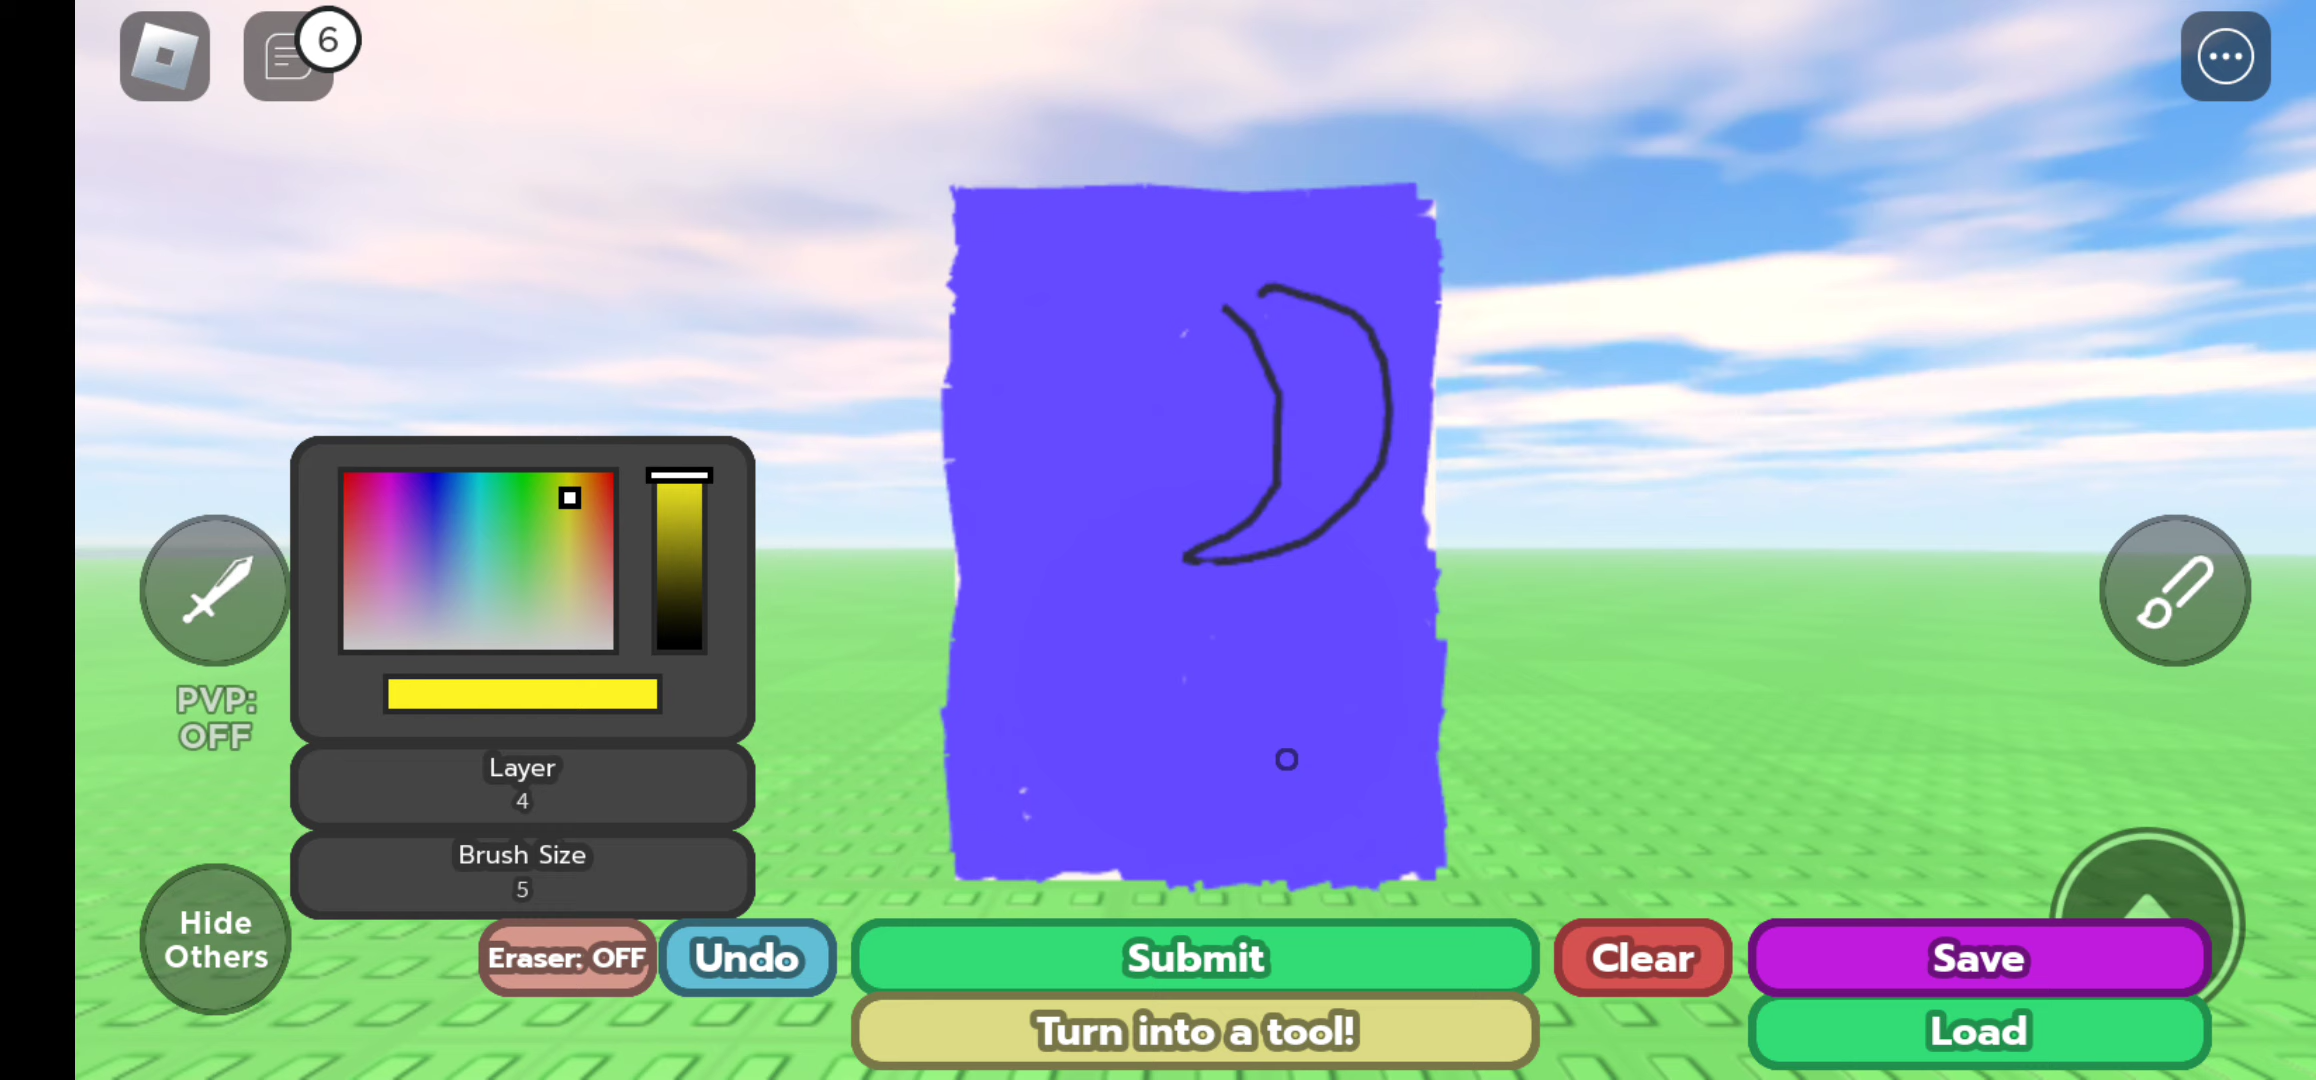 6
PVP:
OFF
Layer
4
Brush Size
5
Hide
Others
Eraser: OFF
Undo
Submit
Clear
Save
Turn into a tool!
Load